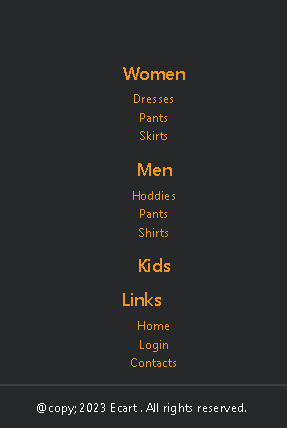 Women
Dresses
Pants
Skirts
Men
Hoddies
Pants
Shirts
Kids
Links
Home
Login
Contacts
@copy; 2023 Ecart . All rights reserved.